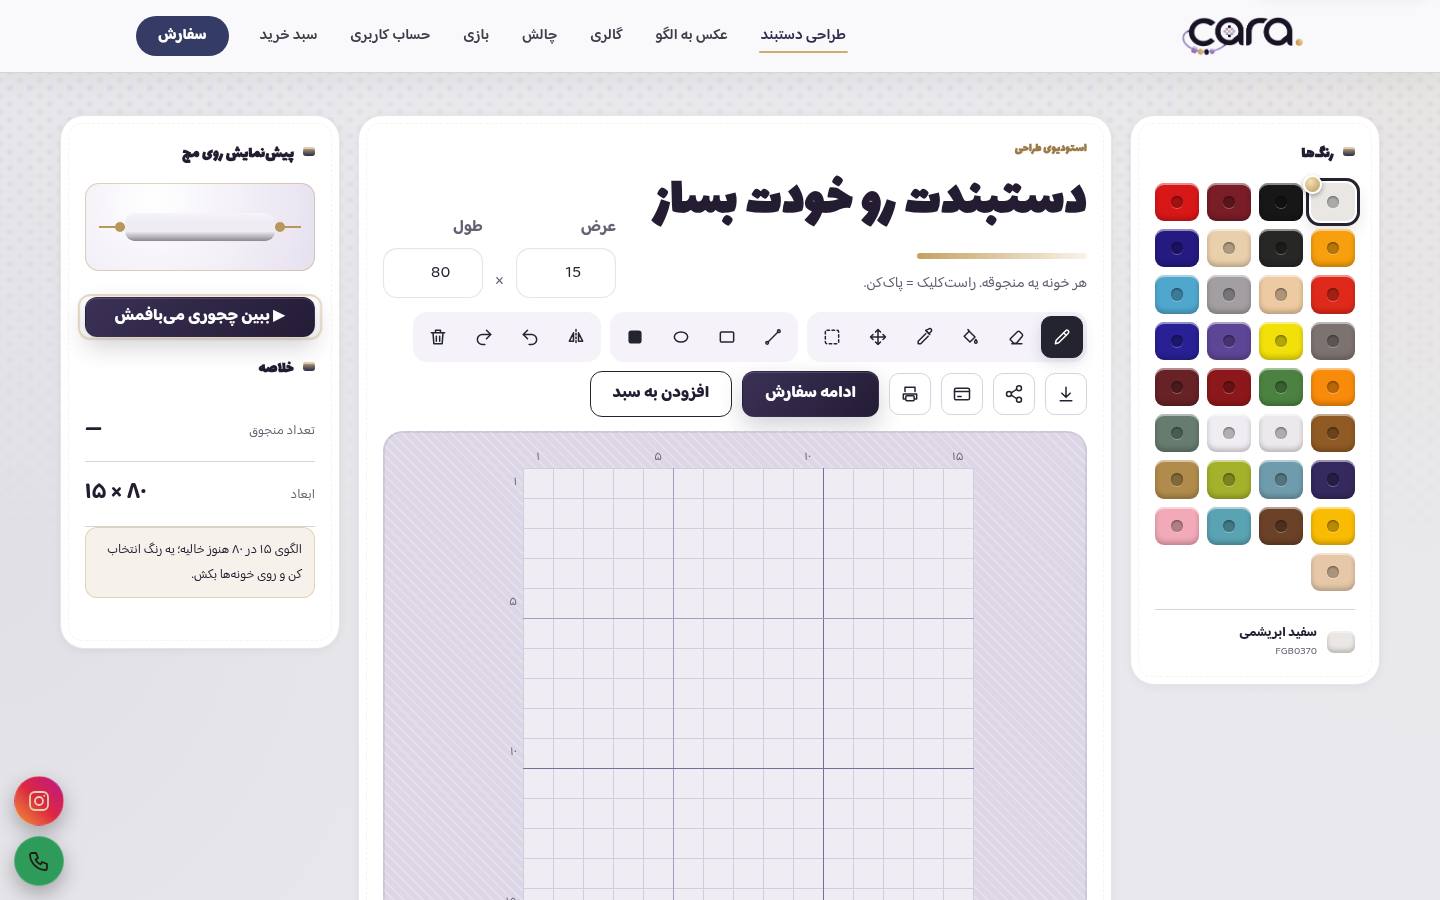 cara.
طراحی دستبند
عکس به الگو
گالری
چالش
بازی
حساب کاربری
سبد خرید
سفارش
رنگ‌ها
سفید ابریشمی
FGB0370
استودیوی طراحی
دستبندت رو خودت بساز
هر خونه یه منجوقه. راست‌کلیک = پاک‌کن.
عرض
طول
15
×
80
ادامه سفارش
افزودن به سبد
۱
۵
۱۰
۱۵
۱
۵
۱۰
پیش‌نمایش روی مچ
▶ ببین چجوری می‌بافمش
خلاصه
تعداد منجوق
—
ابعاد
۱۵ × ۸۰
الگوی ۱۵ در ۸۰ هنوز خالیه؛ یه رنگ انتخاب
کن و روی خونه‌ها بکش.